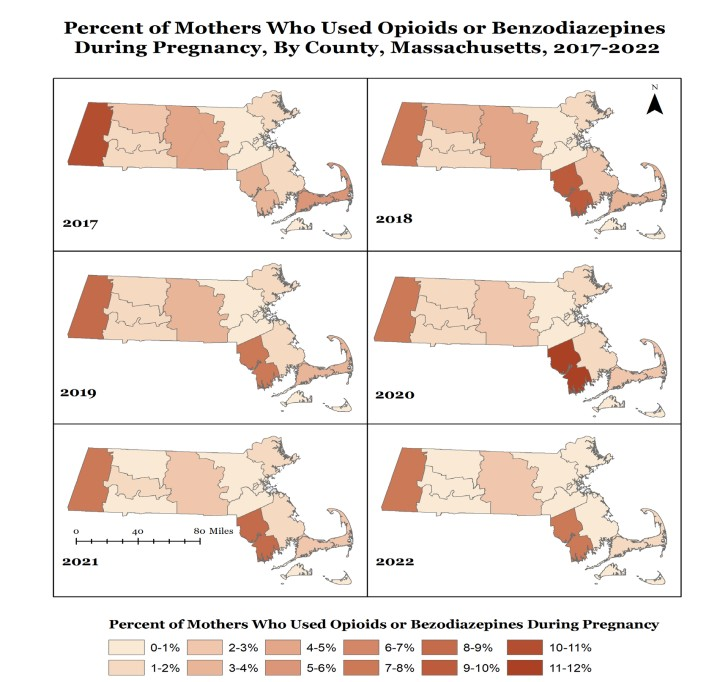 Percent of Mothers Who Used Opioids or Benzodiazepines
During Pregnancy, By County, Massachusetts, 2017-2022
N
2017
2018
2019
2020
0 40 80 Miles
2021
2022
Percent of Mothers Who Used Opioids or Bezodiazepines During Pregnancy
0-1% 2-3% 4-5% 6-7% 8-9% 10-11%
1-2% 3-4% 5-6% 7-8% 9-10% 11-12%